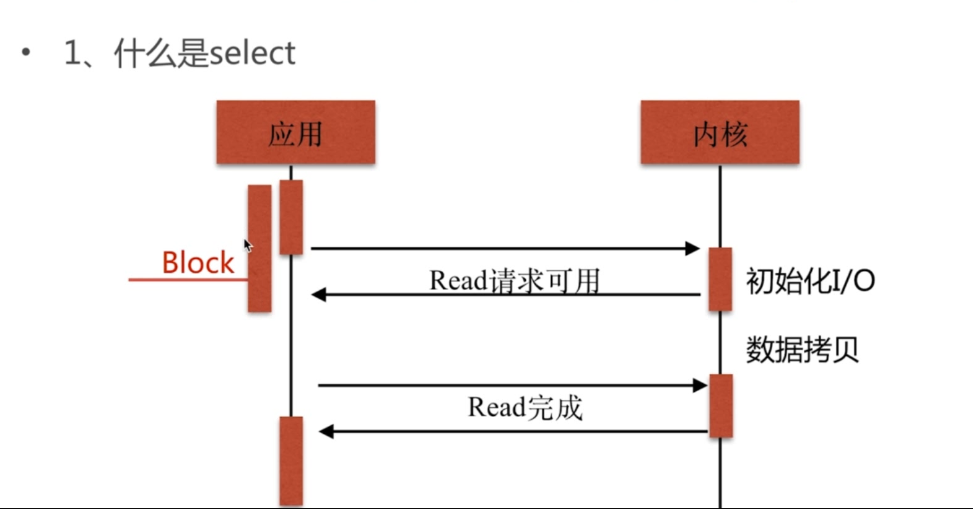 • 1、什么是select
应用
内核
Block
Read请求可用
初始化I/O
数据拷贝
Read完成